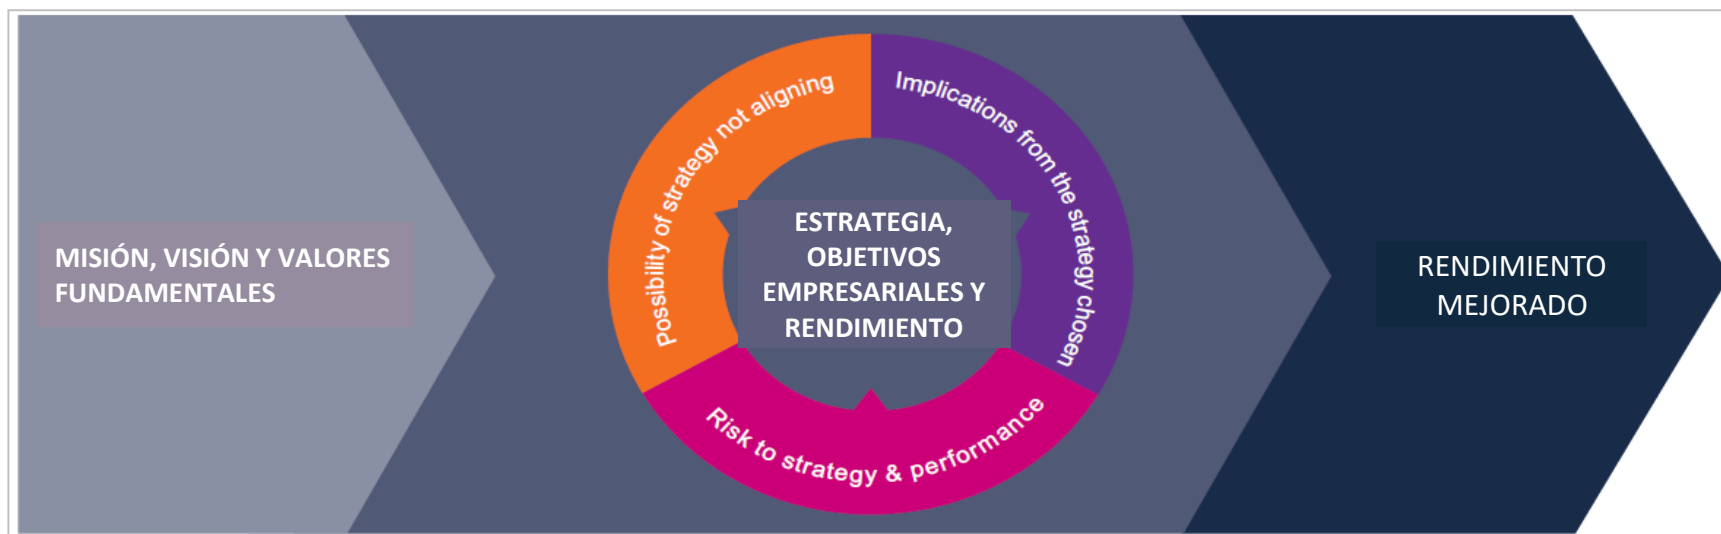 MISIÓN, VISIÓN Y VALORES
FUNDAMENTALES
Possibility of strategy not aligning
Implications from the strategy chosen
Risk to strategy & performance
ESTRATEGIA,
OBJETIVOS
EMPRESARIALES Y
RENDIMIENTO
RENDIMIENTO
MEJORADO